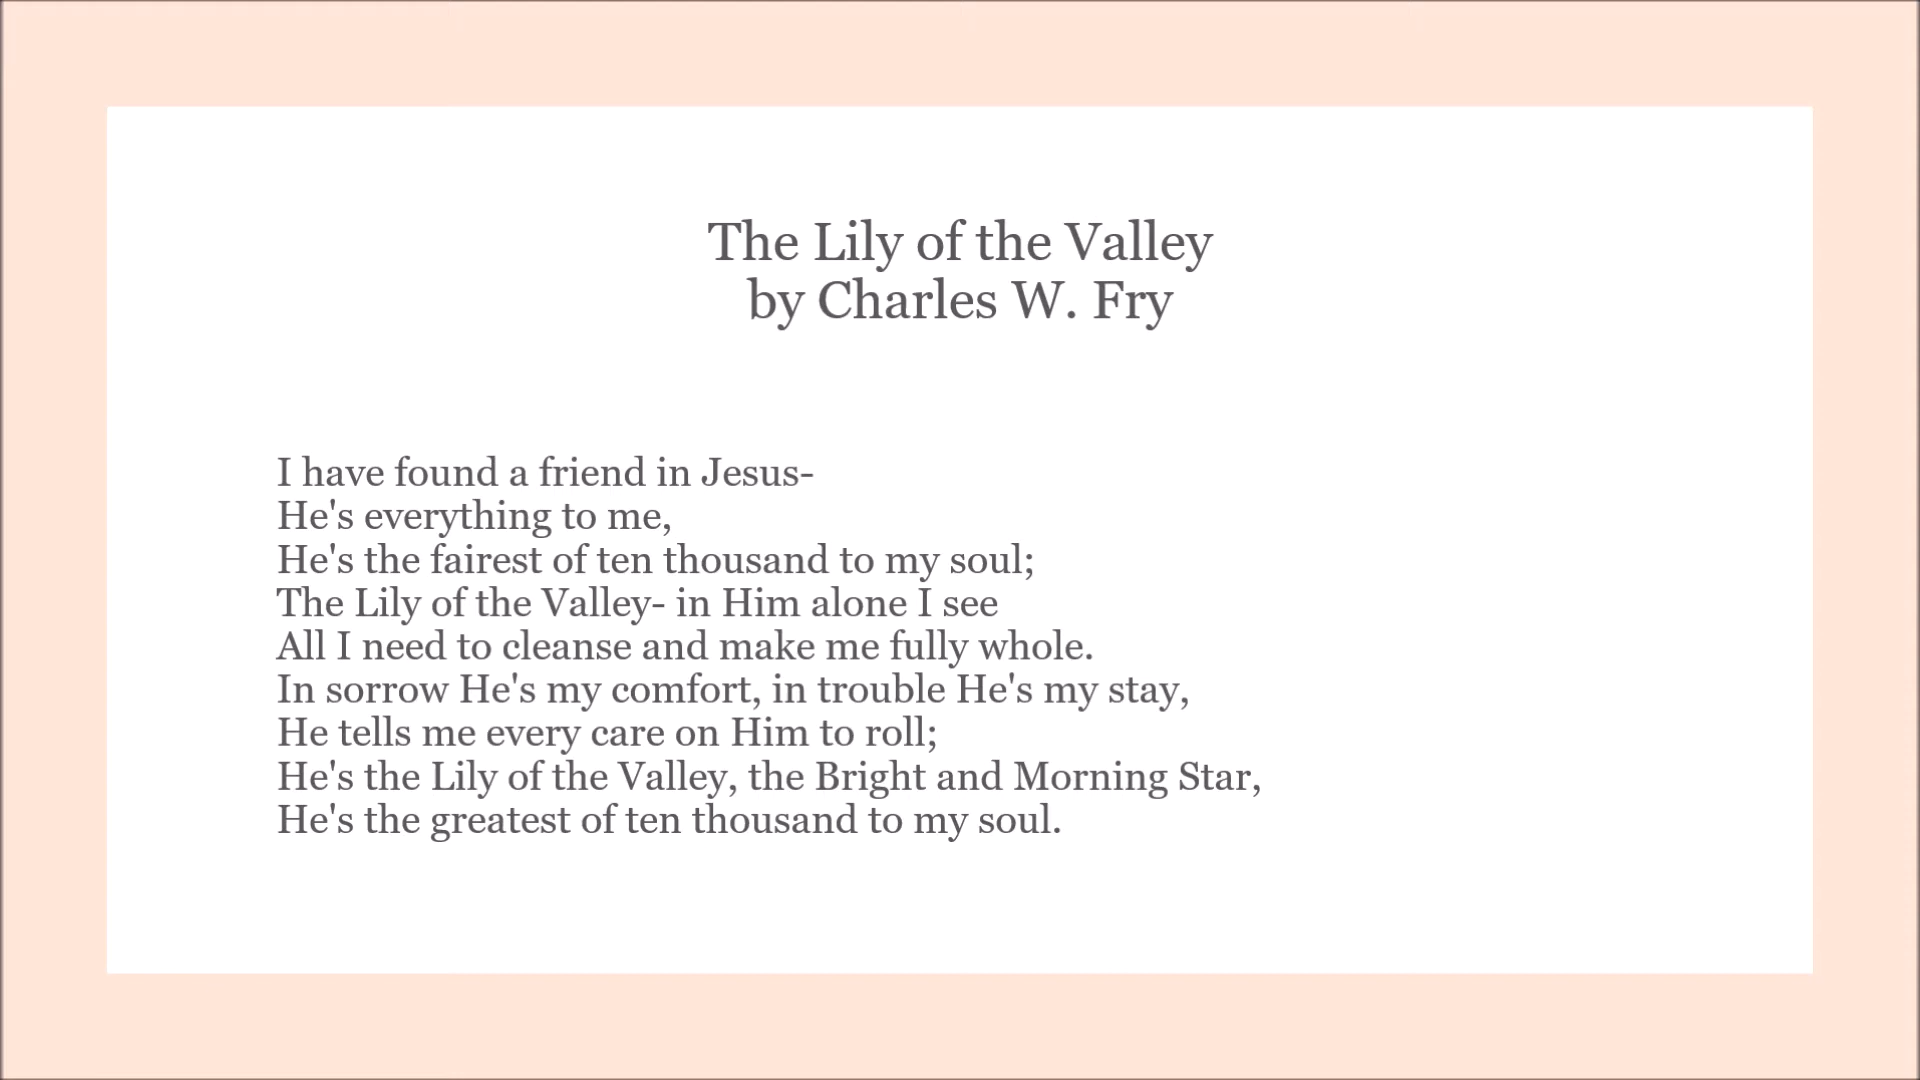 The Lily of the Valley
by Charles W. Fry
I have found a friend in Jesus-
He's everything to me,
He's the fairest of ten thousand to my soul;
The Lily of the Valley- in Him alone I see
All I need to cleanse and make me fully whole.
In sorrow He's my comfort, in trouble He's my stay,
He tells me every care on Him to roll;
He's the Lily of the Valley, the Bright and Morning Star,
He's the greatest of ten thousand to my soul.